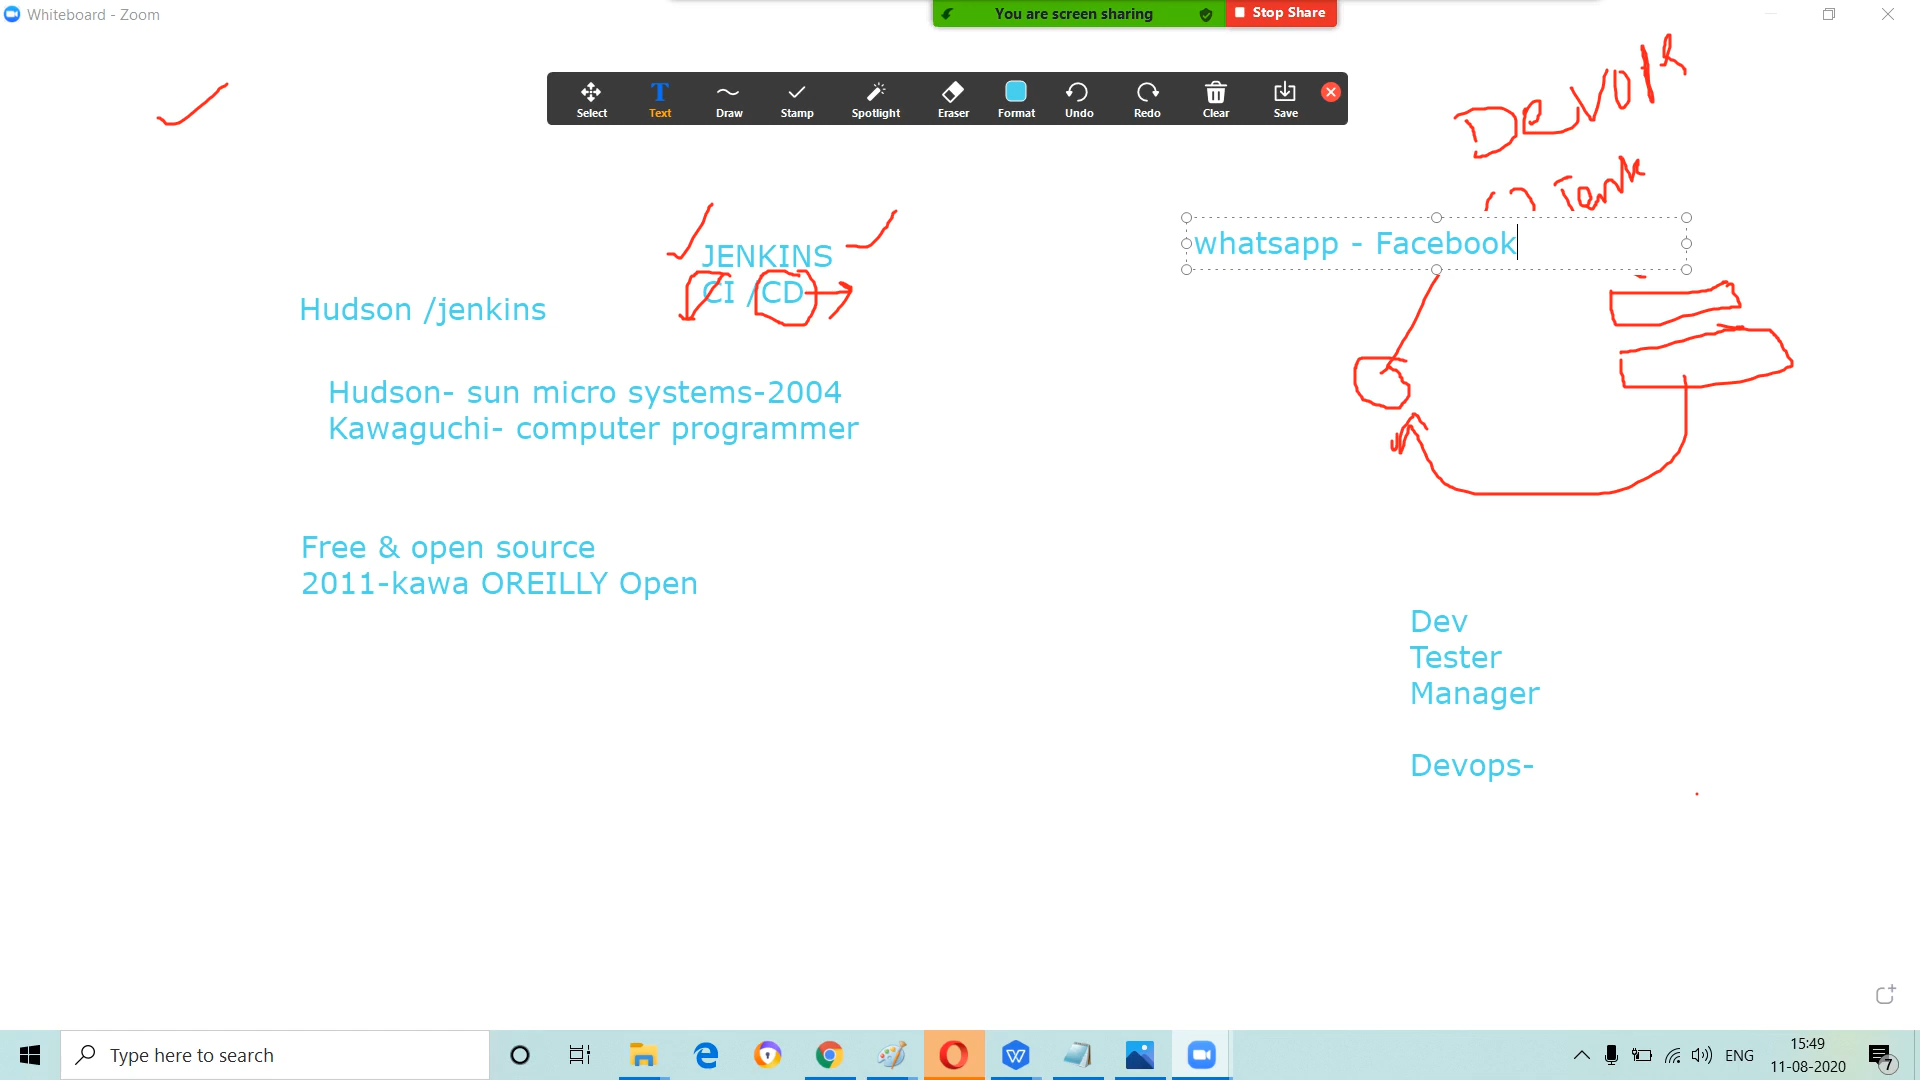 Whiteboard - Zoom
You are screen sharing
Stop Share
Select
Text
Draw
Stamp
Spotlight
Eraser
Format
Undo
Redo
Clear
Save
JENKINS
CI /CD
Hudson /jenkins
Hudson- sun micro systems-2004
Kawaguchi- computer programmer
Free & open source
2011-kawa OREILLY Open
whatsapp - Facebook
Dev
Tester
Manager
Devops-
Type here to search
ENG
15:49
11-08-2020
7